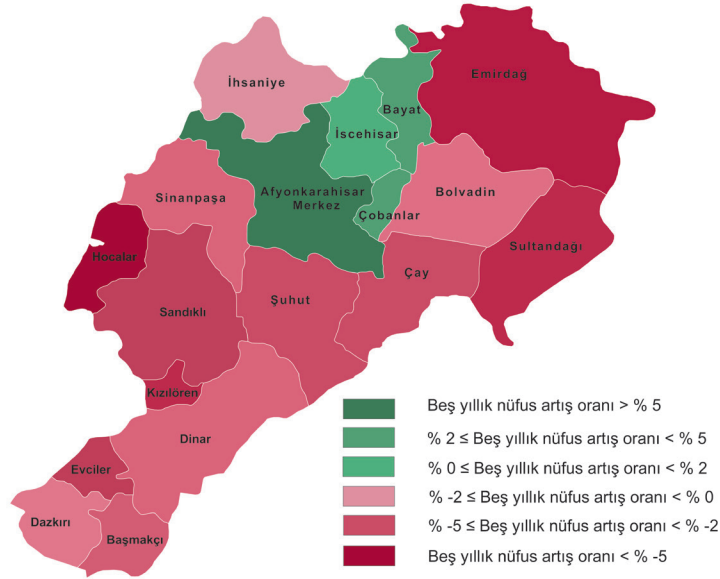 Emirdağ
İhsaniye
Bayat
İscehisar
Afyonkarahisar
Merkez
Bolvadin
Sinanpaşa
Çobanlar
Sultandağı
Hocalar
Çay
Şuhut
Sandıklı
Kızılören
Dinar
Evciler
Dazkırı
Başmakçı
Beş yıllık nüfus artış oranı > % 5
% 2 ≤ Beş yıllık nüfus artış oranı < % 5
% 0 ≤ Beş yıllık nüfus artış oranı < % 2
% -2 ≤ Beş yıllık nüfus artış oranı < % 0
% -5 ≤ Beş yıllık nüfus artış oranı < % -2
Beş yıllık nüfus artış oranı < % -5